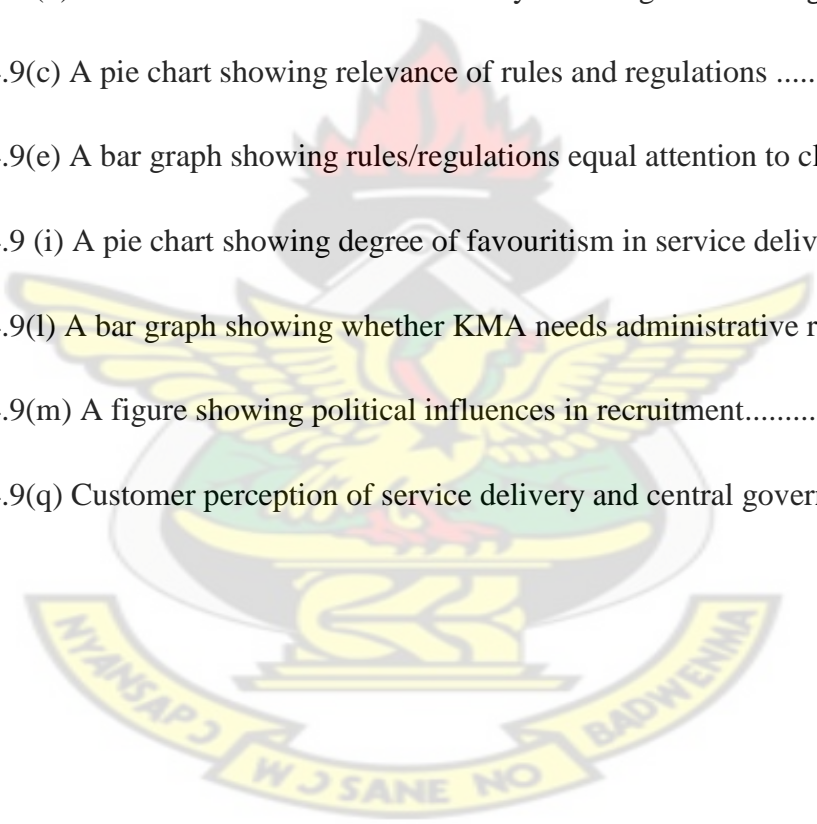 .9(c) A pie chart showing relevance of rules and regulations .....
.9(e) A bar graph showing rules/regulations equal attention to cl
.9 (i) A pie chart showing degree of favouritism in service deliv
.9(l) A bar graph showing whether KMA needs administrative r
.9(m) A figure showing political influences in recruitment.........
.9(q) Customer perception of service delivery and central govern
NYANSAPƆ
WƆSANE NO
BADWENMA